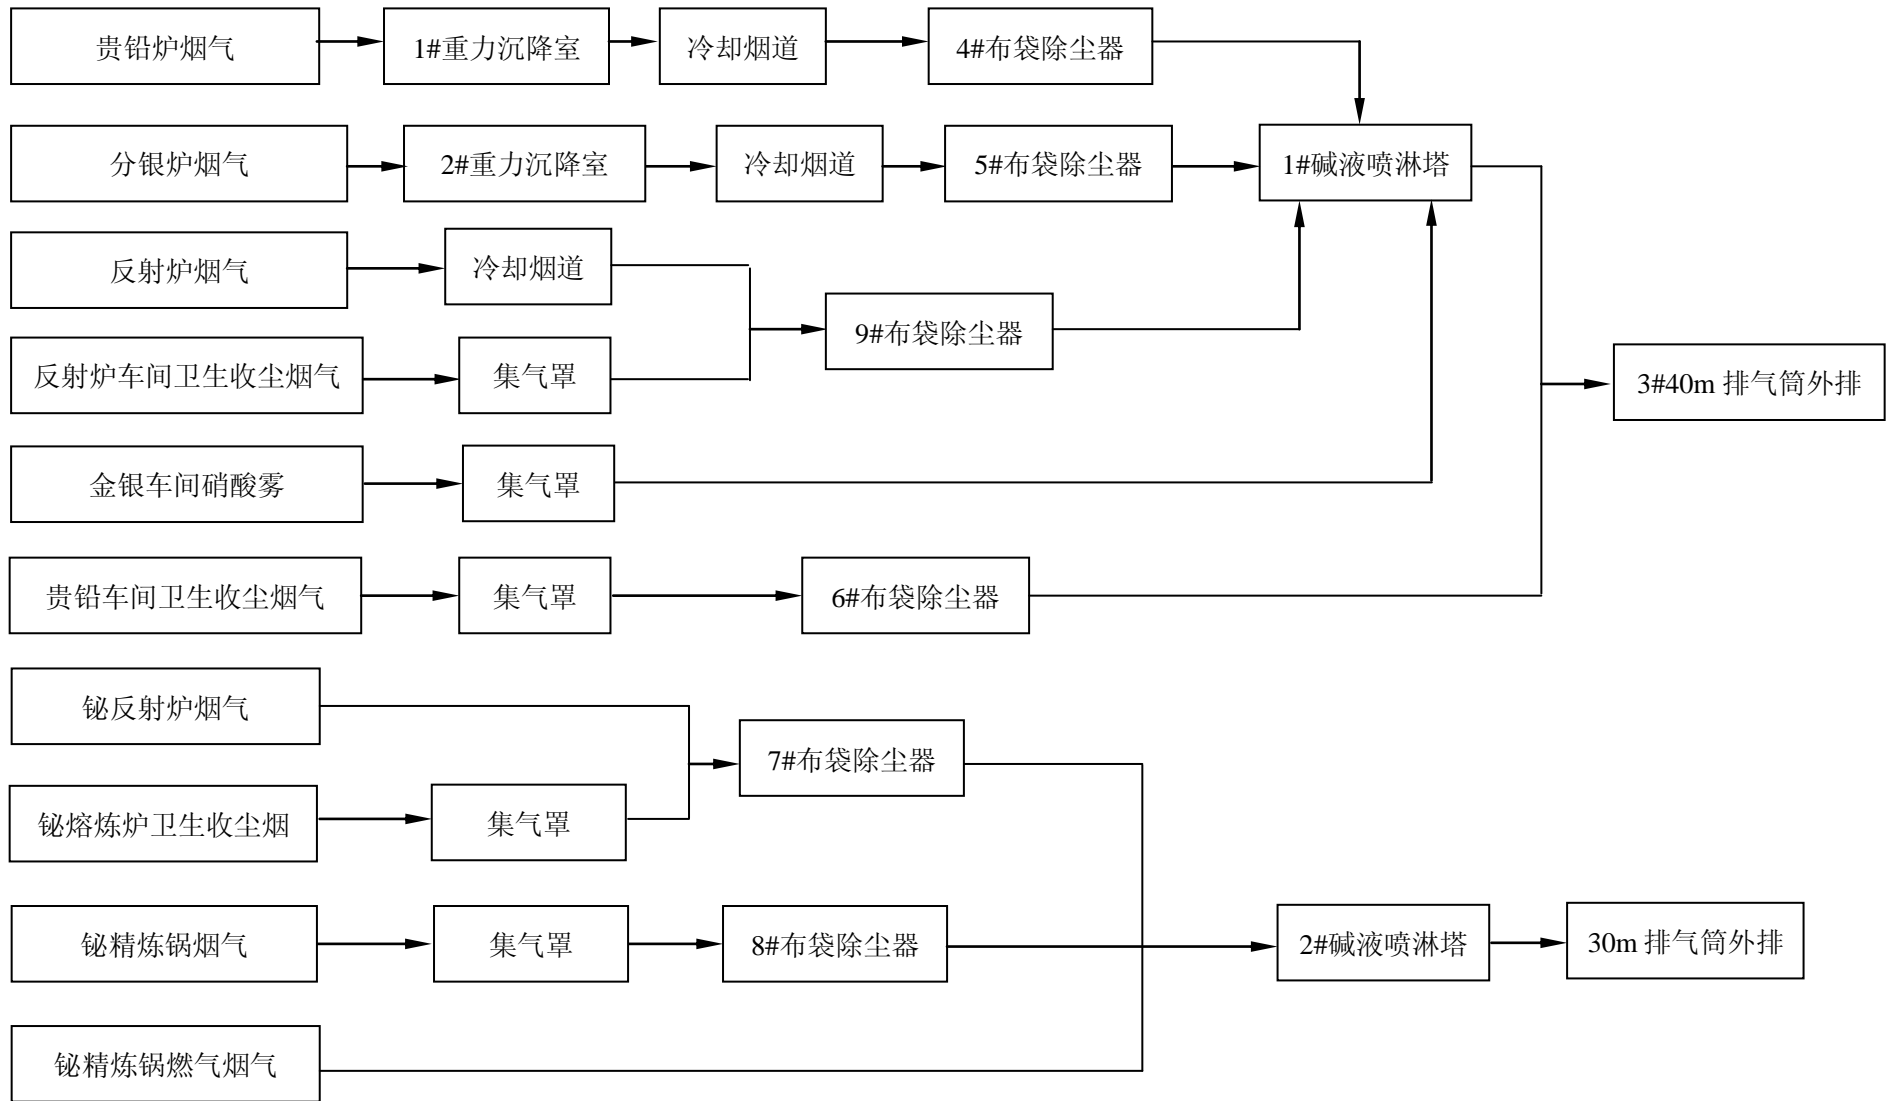 贵铅炉烟气
1#重力沉降室
冷却烟道
4#布袋除尘器
分银炉烟气
2#重力沉降室
冷却烟道
5#布袋除尘器
1#碱液喷淋塔
反射炉烟气
冷却烟道
9#布袋除尘器
反射炉车间卫生收尘烟气
集气罩
3#40m 排气筒外排
金银车间硝酸雾
集气罩
贵铅车间卫生收尘烟气
集气罩
6#布袋除尘器
铋反射炉烟气
7#布袋除尘器
铋熔炼炉卫生收尘烟
集气罩
铋精炼锅烟气
集气罩
8#布袋除尘器
2#碱液喷淋塔
30m 排气筒外排
铋精炼锅燃气烟气